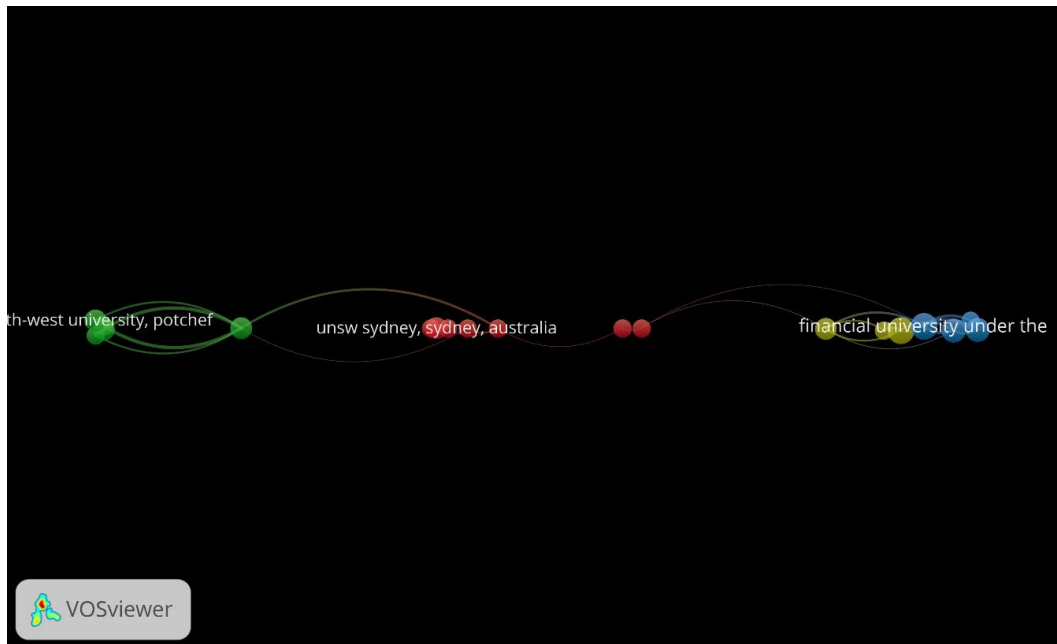 th-west university, potchef
unsw sydney, sydney, australia
financial university under the
VOSviewer